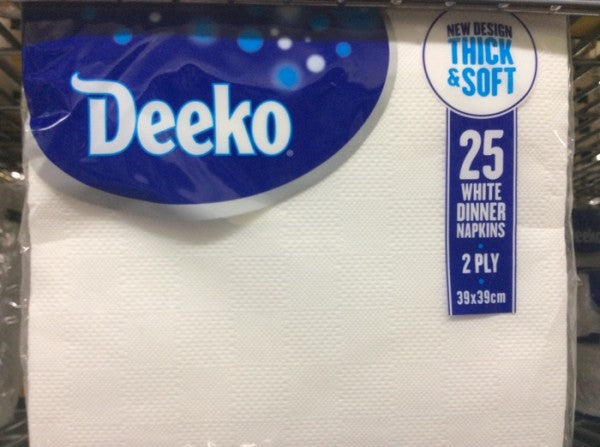 Deeko
NEW DESIGN
THICK
& SOFT
25
WHITE
DINNER
NAPKINS
2 PLY
39x39cm